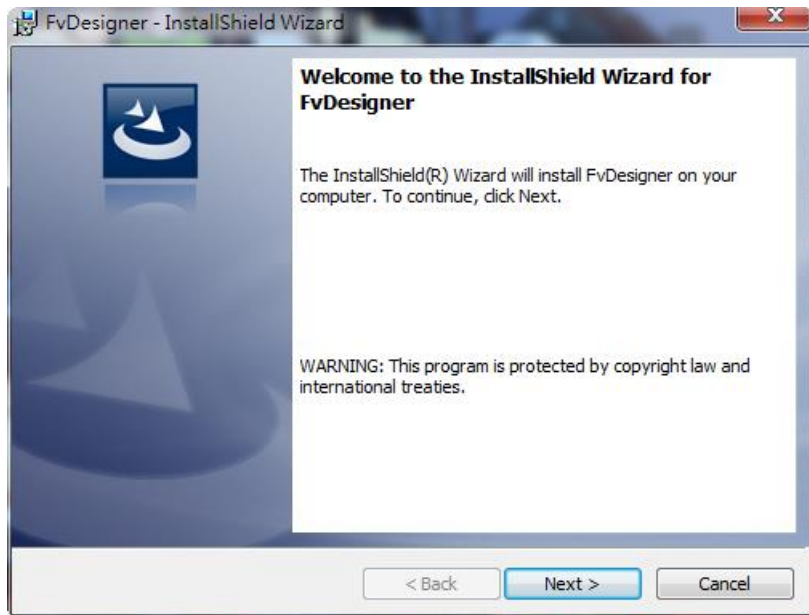 FvDesigner - InstallShield Wizard
Welcome to the InstallShield Wizard for
FvDesigner
The InstallShield(R) Wizard will install FvDesigner on your
computer. To continue, click Next.
WARNING: This program is protected by copyright law and
international treaties.
< Back
Next >
Cancel